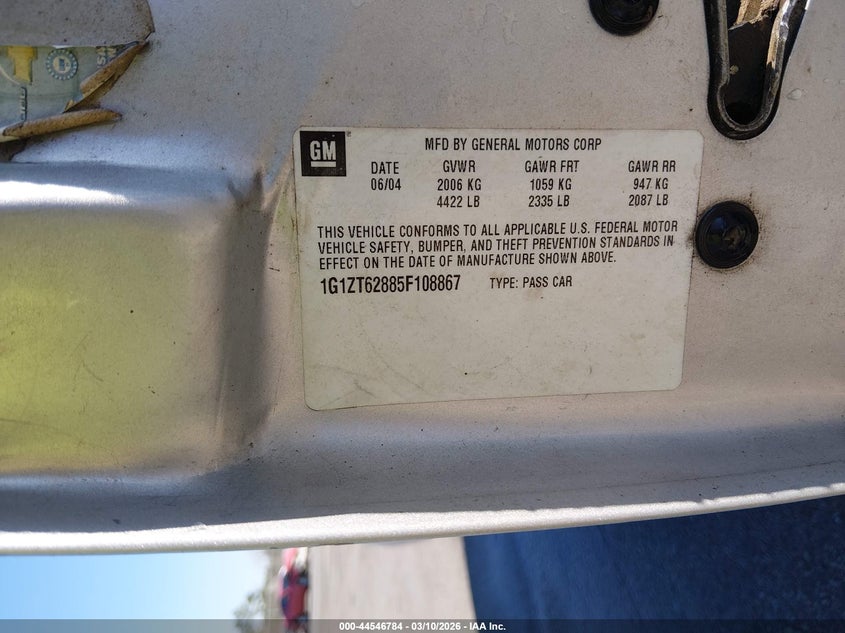 GM
MFD BY GENERAL MOTORS CORP
DATE GVWR GAWR FRT GAWR RR
06/04 2006 KG 1059 KG 947 KG
4422 LB 2335 LB 2087 LB
THIS VEHICLE CONFORMS TO ALL APPLICABLE U.S. FEDERAL MOTOR
VEHICLE SAFETY, BUMPER, AND THEFT PREVENTION STANDARDS IN
EFFECT ON THE DATE OF MANUFACTURE SHOWN ABOVE.
1G1ZT62885F108867 TYPE: PASS CAR
000-44546784 — 03/10/2026 — IAA Inc.